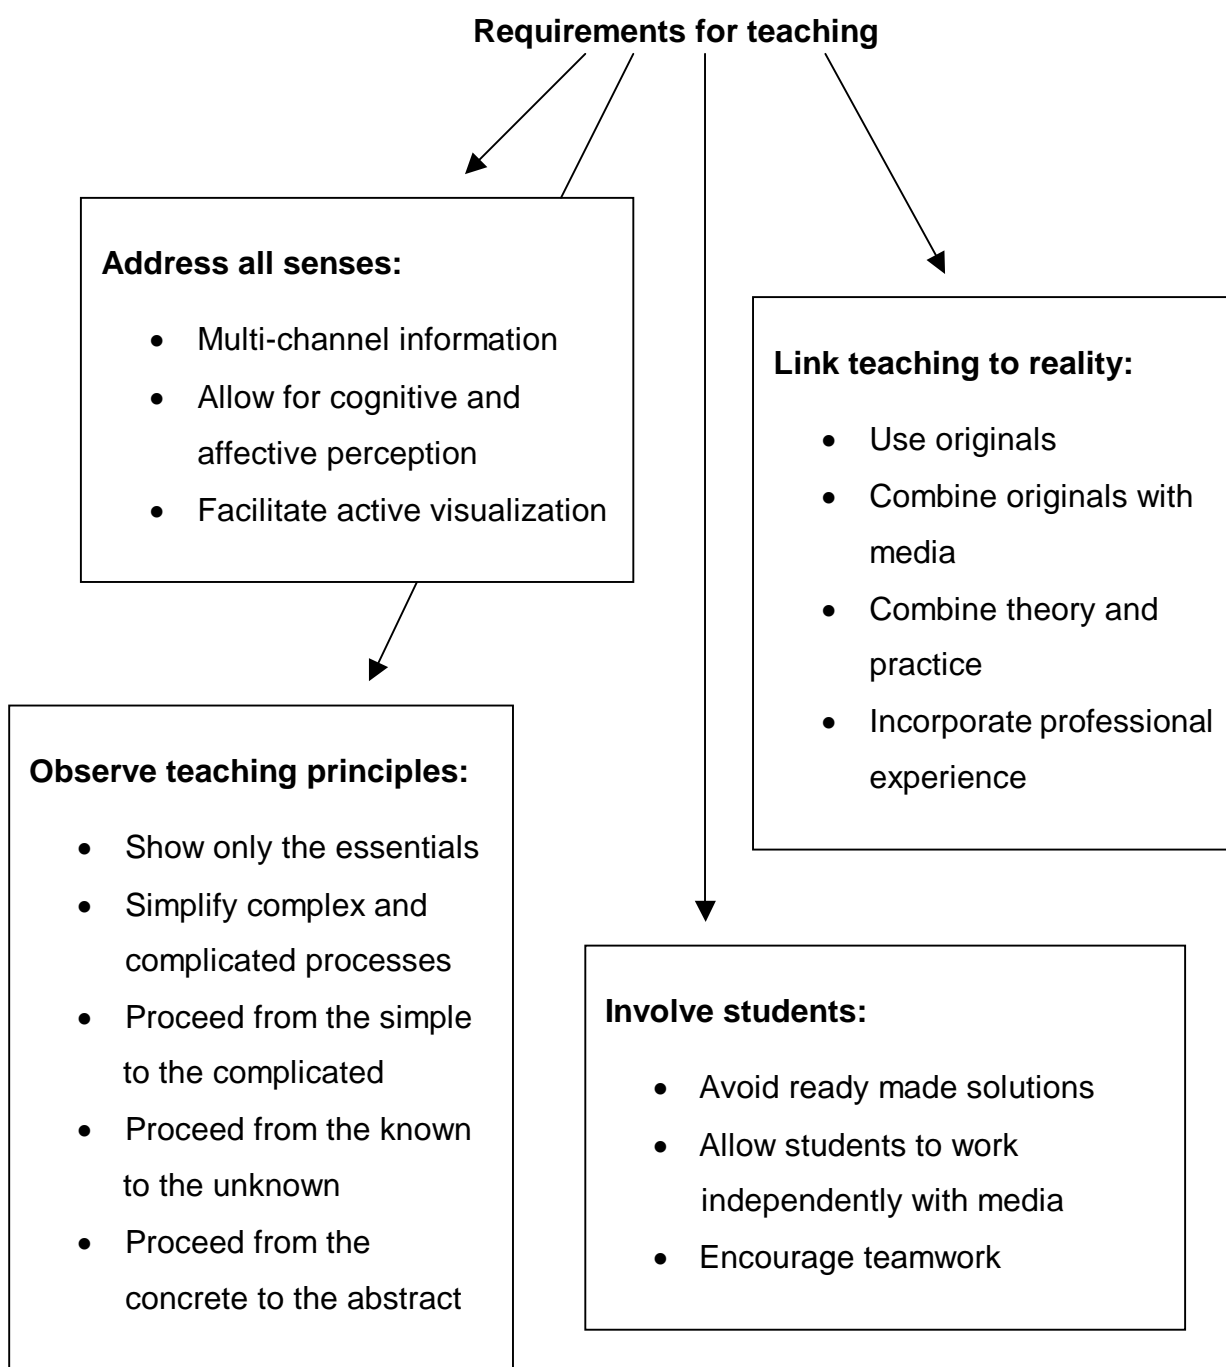 Requirements for teaching
Address all senses:
• Multi-channel information
• Allow for cognitive and
affective perception
• Facilitate active visualization
Link teaching to reality:
• Use originals
• Combine originals with
media
• Combine theory and
practice
• Incorporate professional
experience
Observe teaching principles:
• Show only the essentials
• Simplify complex and
complicated processes
• Proceed from the simple
to the complicated
• Proceed from the known
to the unknown
• Proceed from the
concrete to the abstract
Involve students:
• Avoid ready made solutions
• Allow students to work
independently with media
• Encourage teamwork